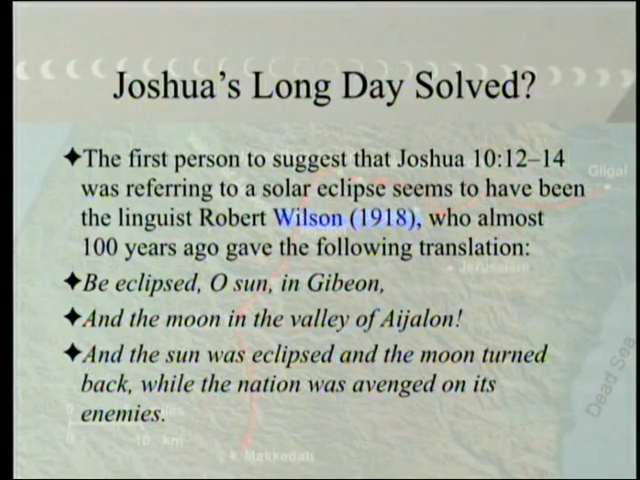 Joshua's Long Day Solved?
✦The first person to suggest that Joshua 10:12–14
was referring to a solar eclipse seems to have been
the linguist Robert Wilson (1918), who almost
100 years ago gave the following translation:
✦Be eclipsed, O sun, in Gibeon,
✦And the moon in the valley of Aijalon!
✦And the sun was eclipsed and the moon turned
back, while the nation was avenged on its
enemies.
Gilgal
Jerusalem
Dead Sea
0
0
10 km
Makkedah